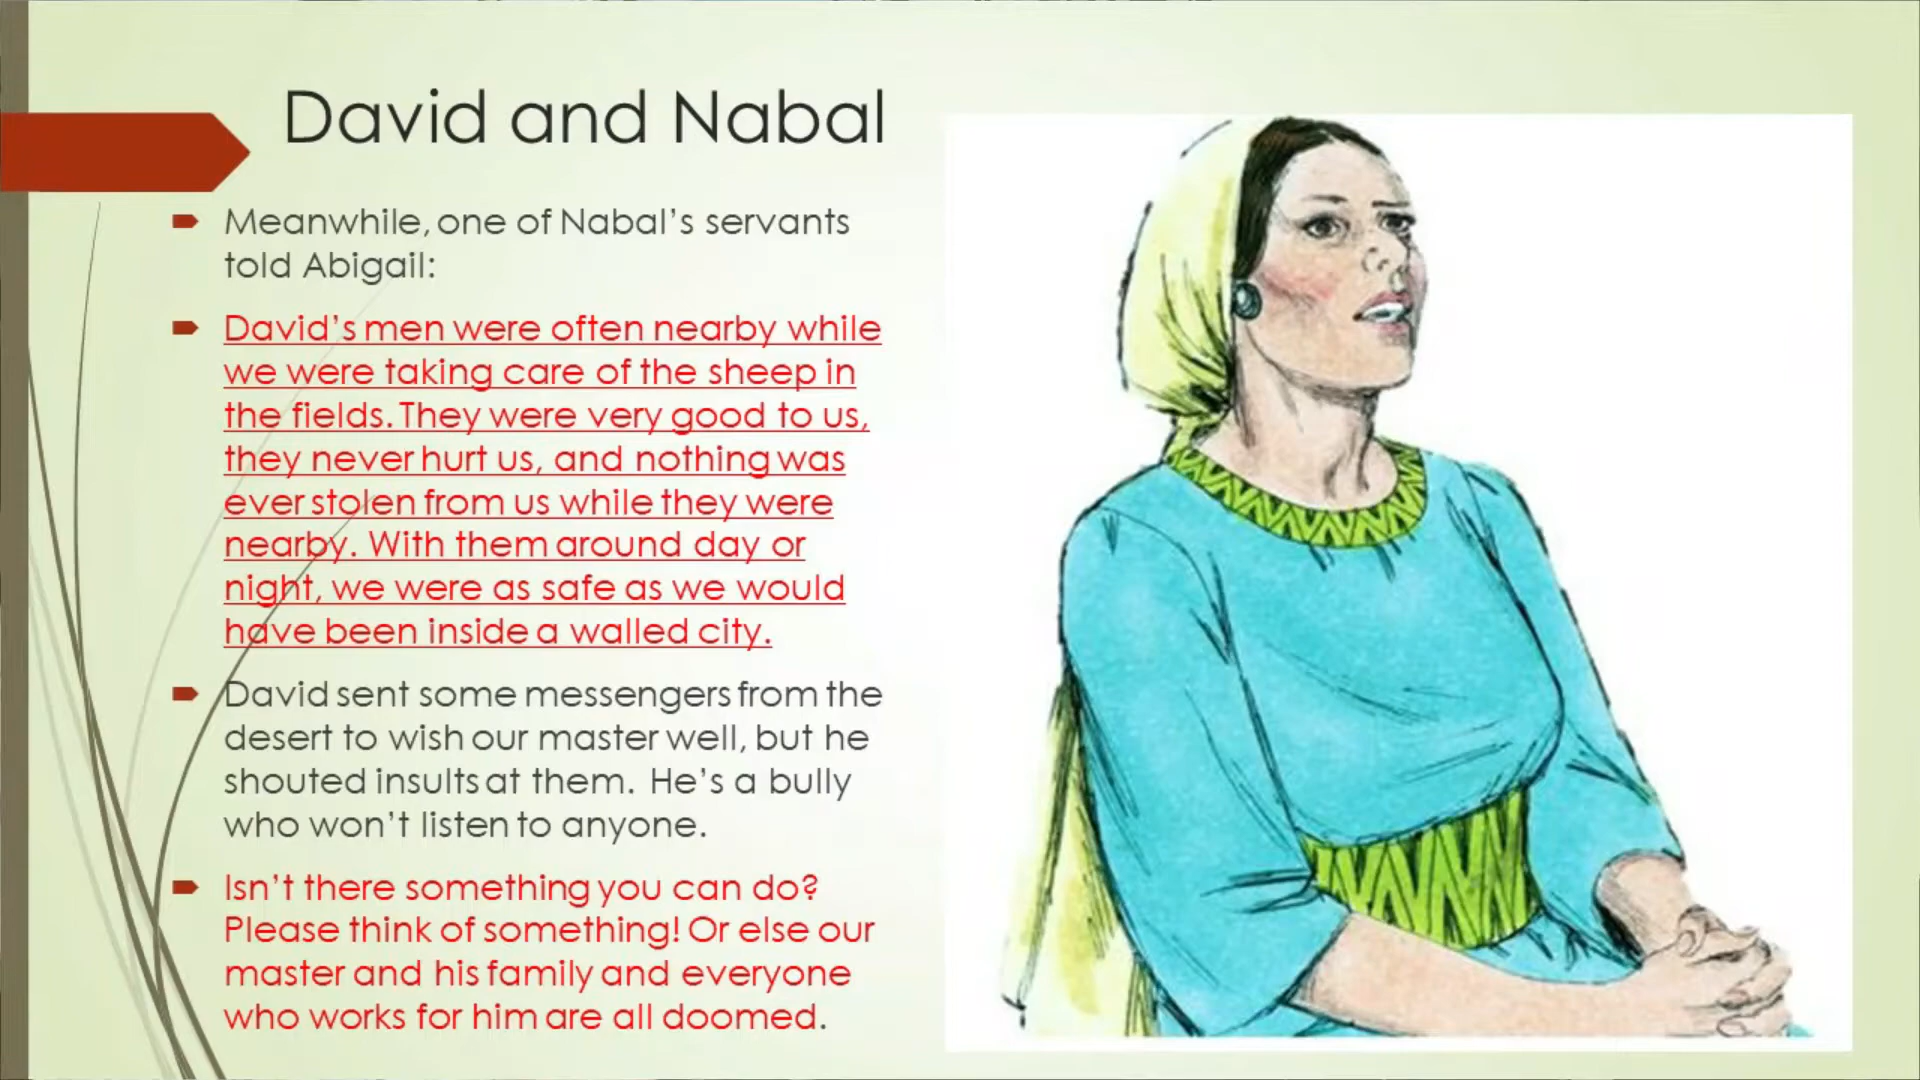 David and Nabal
Meanwhile, one of Nabal's servants
told Abigail:
David's men were often nearby while
we were taking care of the sheep in
the fields. They were very good to us,
they never hurt us, and nothing was
ever stolen from us while they were
nearby. With them around day or
night, we were as safe as we would
have been inside a walled city.
David sent some messengers from the
desert to wish our master well, but he
shouted insults at them. He's a bully
who won't listen to anyone.
Isn't there something you can do?
Please think of something! Or else our
master and his family and everyone
who works for him are all doomed.